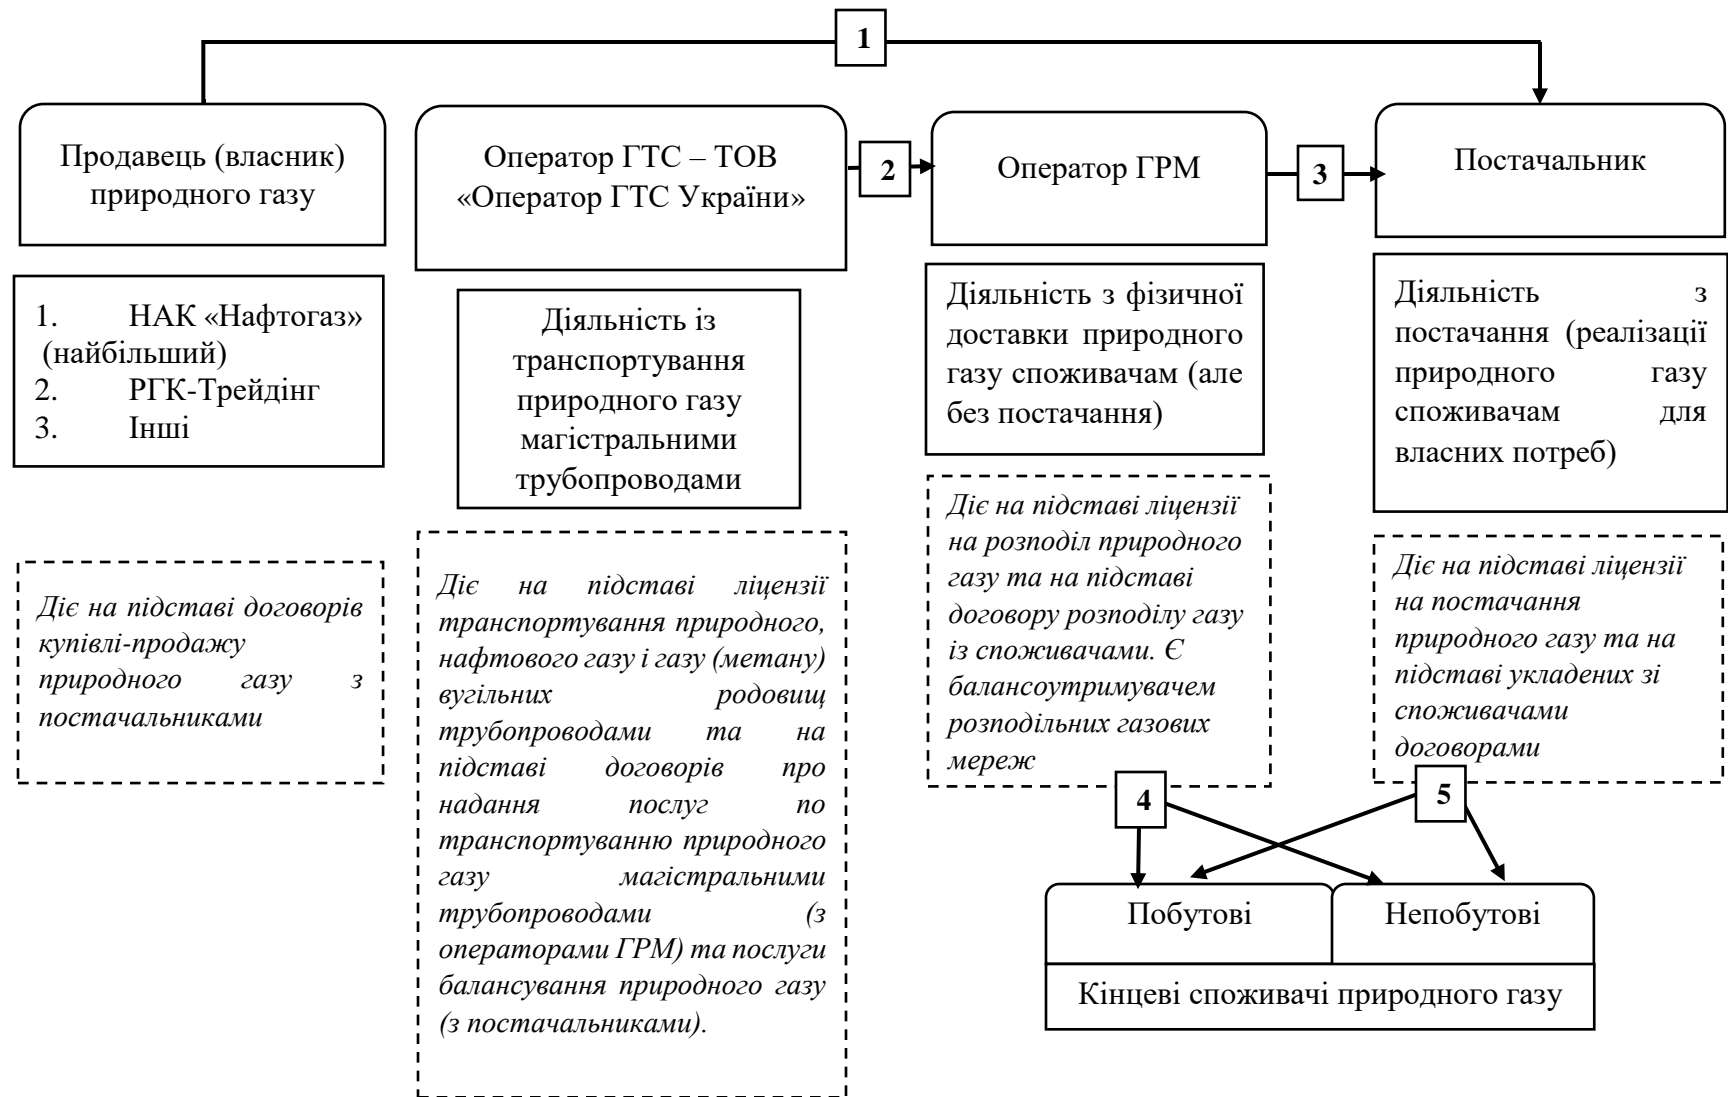 1
Продавець (власник)
природного газу
Оператор ГТС – ТОВ
«Оператор ГТС України»
2
Оператор ГРМ
3
Постачальник
1. НАК «Нафтогаз»
(найбільший)
2. РГК-Трейдінг
3. Інші
Діяльність із
транспортування
природного газу
магістральними
трубопроводами
Діяльність з фізичної
доставки природного
газу споживачам (але
без постачання)
Діяльність з
постачання (реалізації
природного газу
споживачам для
власних потреб)
Діє на підставі договорів
купівлі-продажу
природного газу з
постачальниками
Діє на підставі ліцензії
транспортування природного,
нафтового газу і газу (метану)
вугільних родовищ
трубопроводами та на
підставі договорів про
надання послуг по
транспортуванню природного
газу магістральними
трубопроводами (з
операторами ГРМ) та послуги
балансування природного газу
(з постачальниками).
Діє на підставі ліцензії
на розподіл природного
газу та на підставі
договору розподілу газу
із споживачами. Є
балансоутримувачем
розподільних газових
мереж
Діє на підставі ліцензії
на постачання
природного газу та на
підставі укладених зі
споживачами
договорами
4
5
Побутові
Непобутові
Кінцеві споживачі природного газу